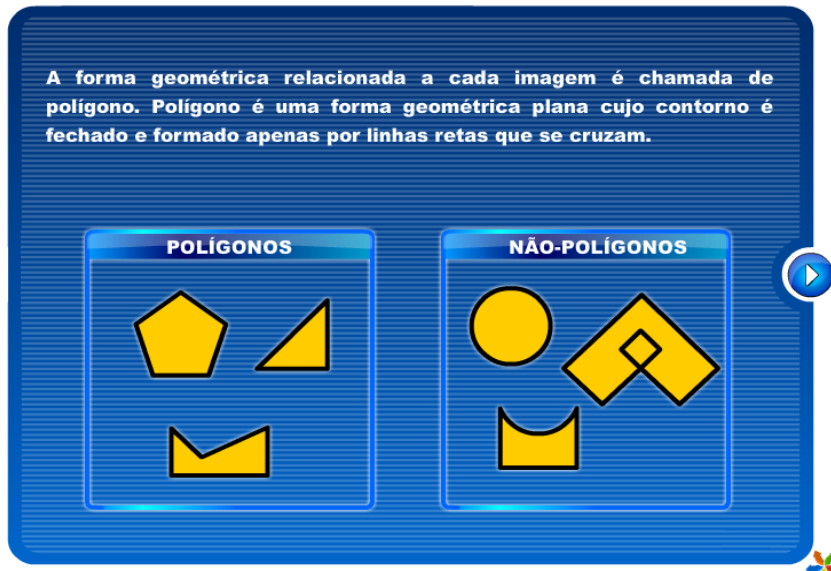 A forma geométrica relacionada a cada imagem é chamada de
polígono. Polígono é uma forma geométrica plana cujo contorno é
fechado e formado apenas por linhas retas que se cruzam.
POLÍGONOS
NÃO-POLÍGONOS